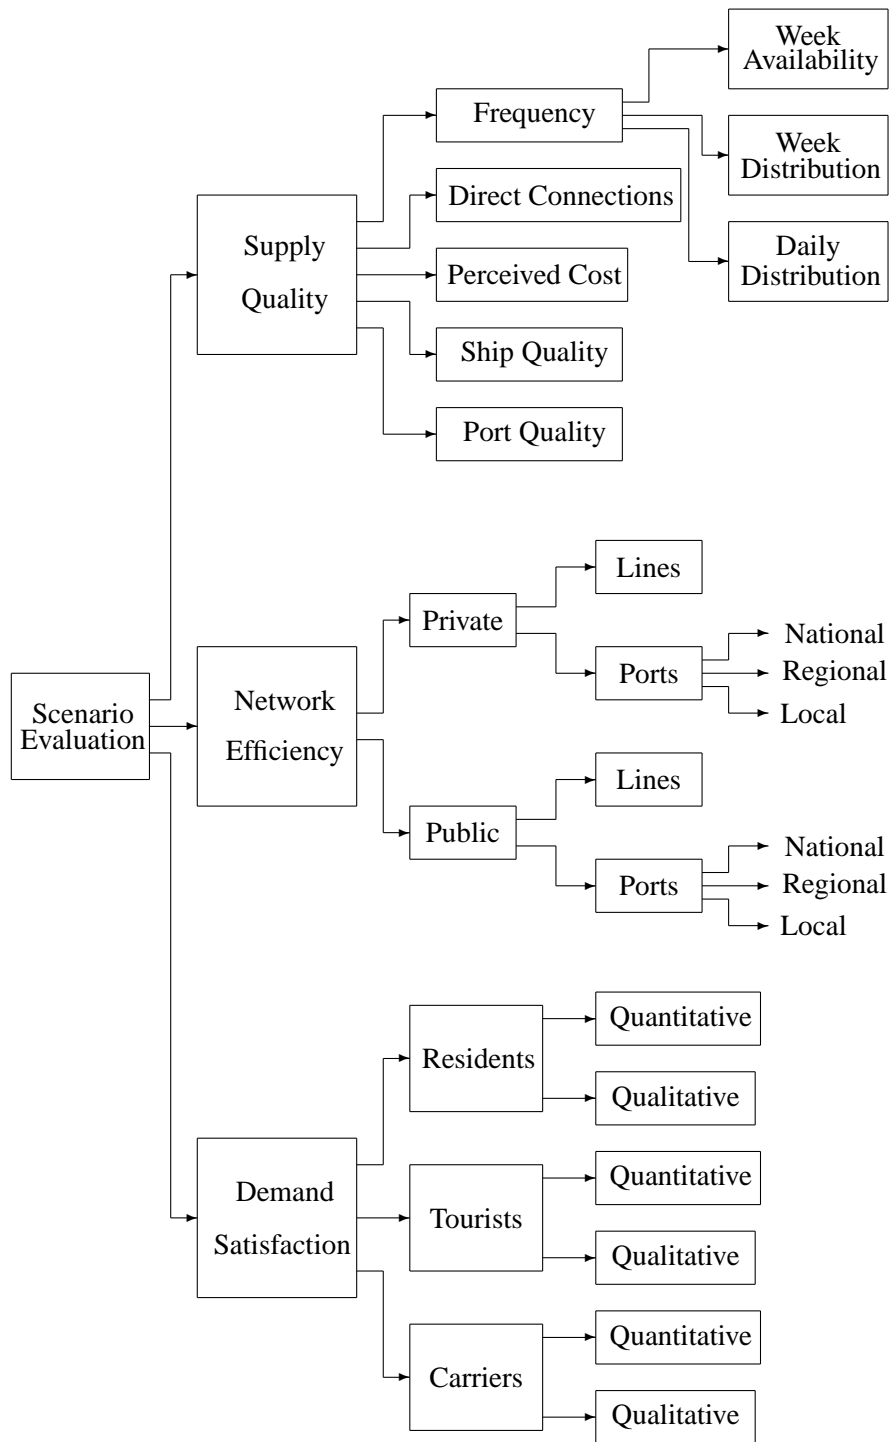 Week
Availability
Frequency
Week
Distribution
Direct Connections
Supply
Quality
Daily
Distribution
Perceived Cost
Ship Quality
Port Quality
Lines
Private
National
Ports
Regional
Local
Scenario
Evaluation
Network
Efficiency
Lines
Public
National
Ports
Regional
Local
Quantitative
Residents
Qualitative
Demand
Satisfaction
Quantitative
Tourists
Qualitative
Quantitative
Carriers
Qualitative